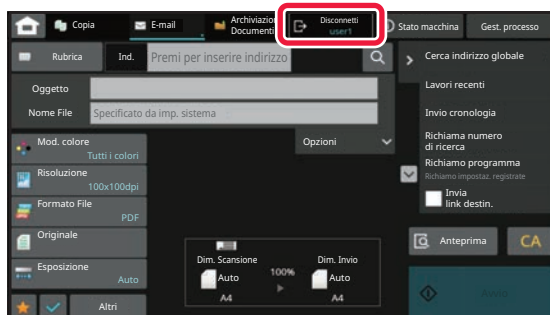 Copia
E-mail
Archiviazion
Documenti
Disconnetti
user1
Stato macchina
Gest. processo
Rubrica
Ind.
Premi per inserire indirizzo
Cerca
indirizzo globale
Oggetto
Lavori
recenti
Nome File
Specificato da imp. sistema
Invio cronologia
Mod. colore
Tutti i colori
Opzioni
Richiama numero
di ricerca
Risoluzione
100x100dpi
Richiamo programma
Richiamo impostaz. registrate
Formato File
PDF
Invia
link destin.
Originale
Anteprima
CA
Esposizione
Auto
Dim. Scansione
Auto
A4
100%
Dim. Invio
Auto
A4
Altri